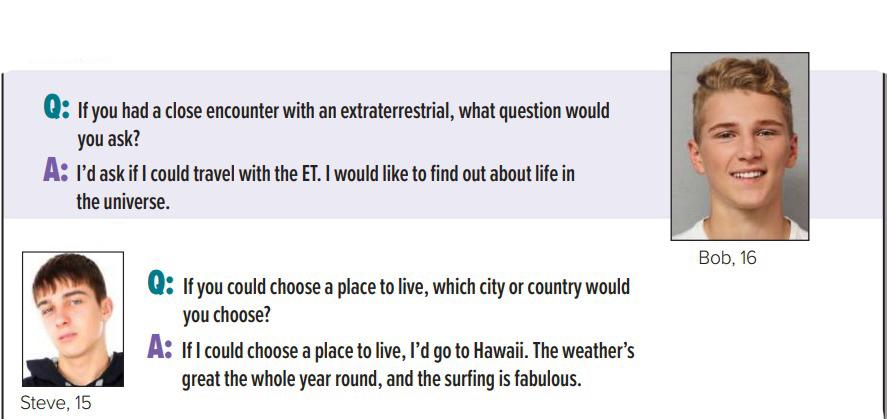 Q: If you had a close encounter with an extraterrestrial, what question would
you ask?
A: I'd ask if I could travel with the ET. I would like to find out about life in
the universe.
Bob, 16
Q: If you could choose a place to live, which city or country would
you choose?
A: If I could choose a place to live, I'd go to Hawaii. The weather's
great the whole year round, and the surfing is fabulous.
Steve, 15